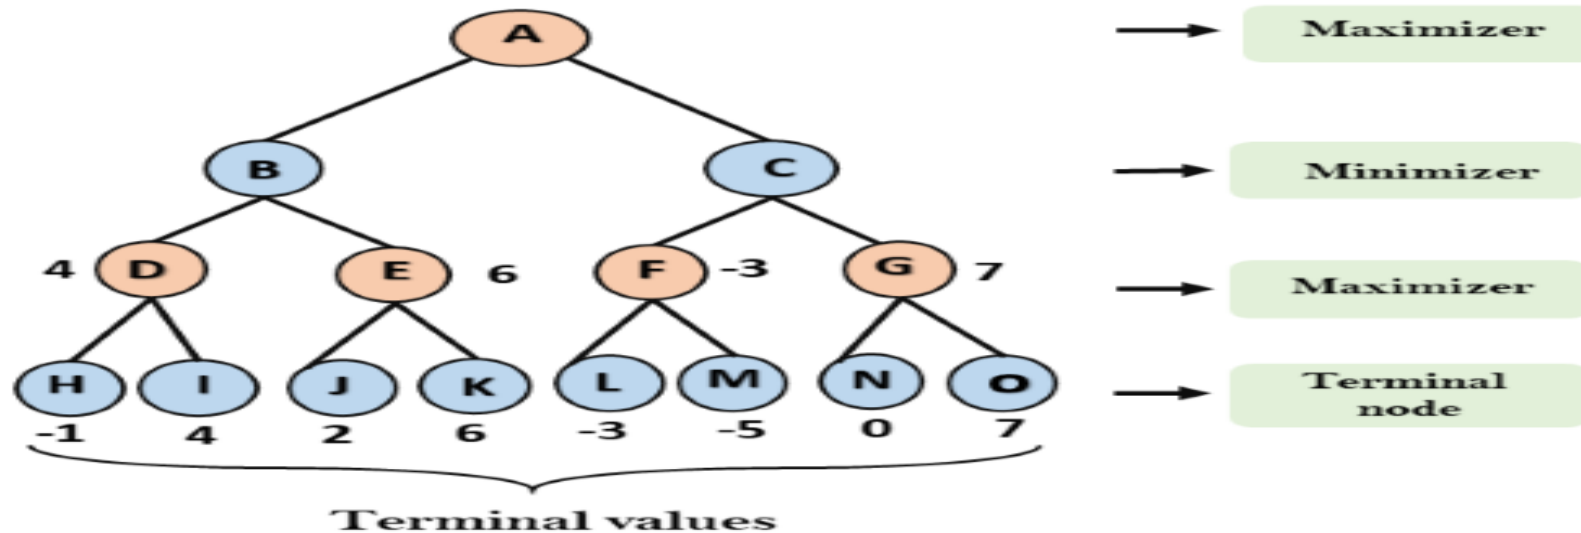 A
Maximizer
B
C
Minimizer
4
D
E
6
F
-3
G
7
Maximizer
H
I
J
K
L
M
N
O
Terminal
node
-1
4
2
6
-3
-5
0
7
Terminal values